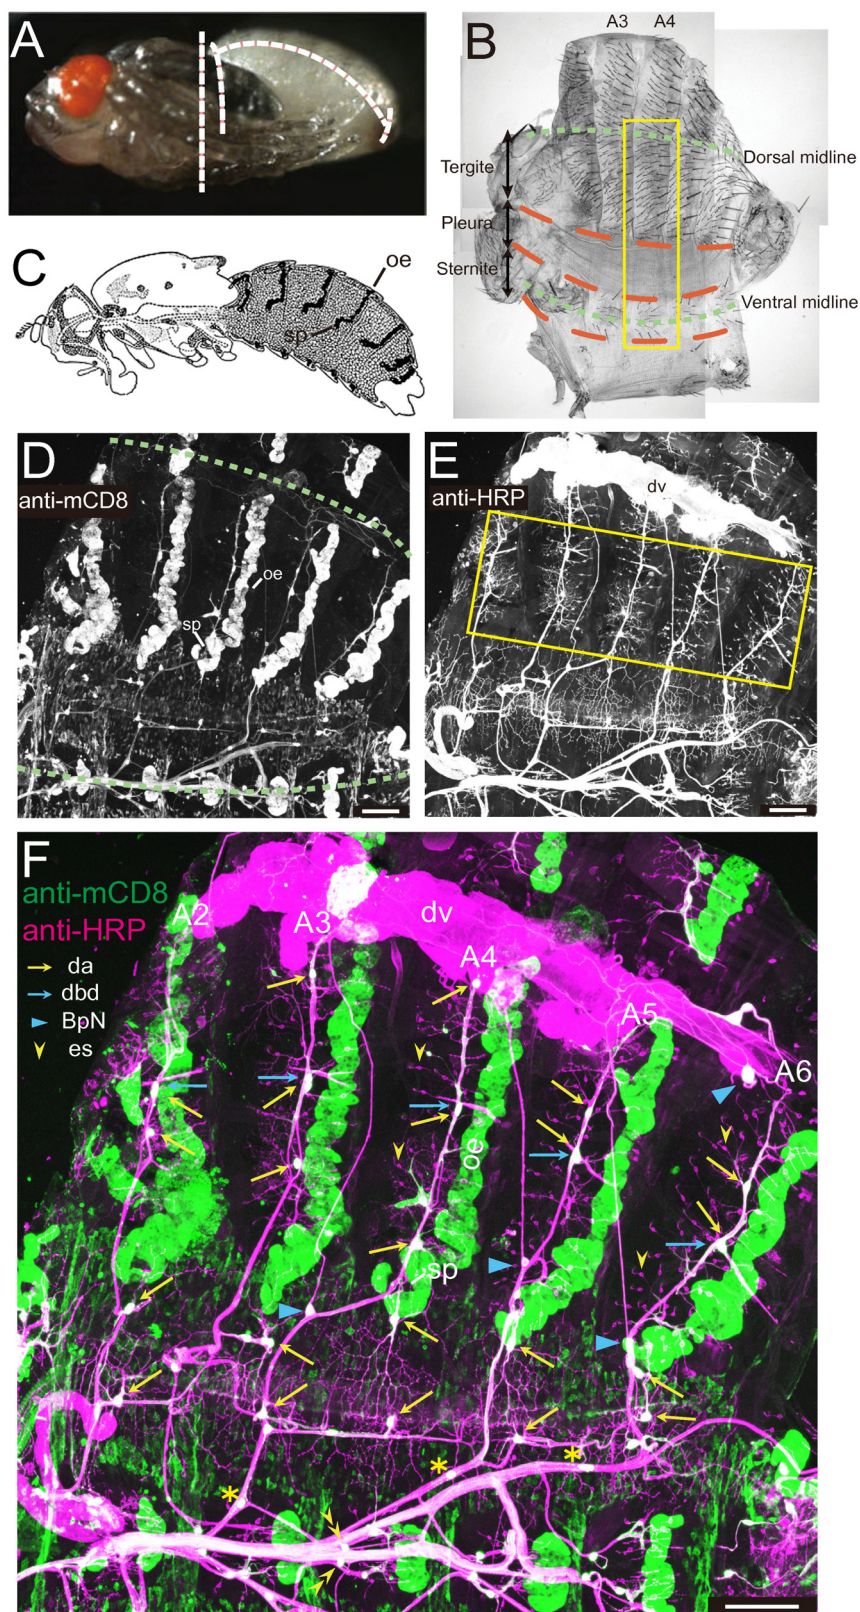 A
B
A3
A4
Tergite
Pleura
Sternite
Dorsal midline
Ventral midline
C
oe
sp
D
anti-mCD8
oe
sp
E
anti-HRP
dv
F
anti-mCD8
anti-HRP
da
dbd
BpN
es
A2
A3
dv
A4
A5
A6
oe
sp
*
*
*